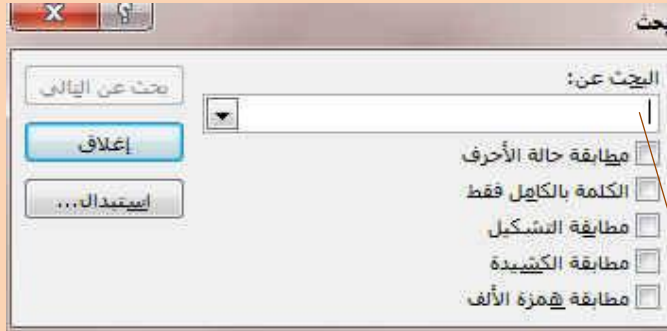 بحث
البحث عن:
بحث عن التالي
مطابقة حالة الأحرف
إغلاق
الكلمة بالكامل فقط
استبدال...
مطابقة التشكيل
مطابقة الكشيدة
مطابقة همزة الألف